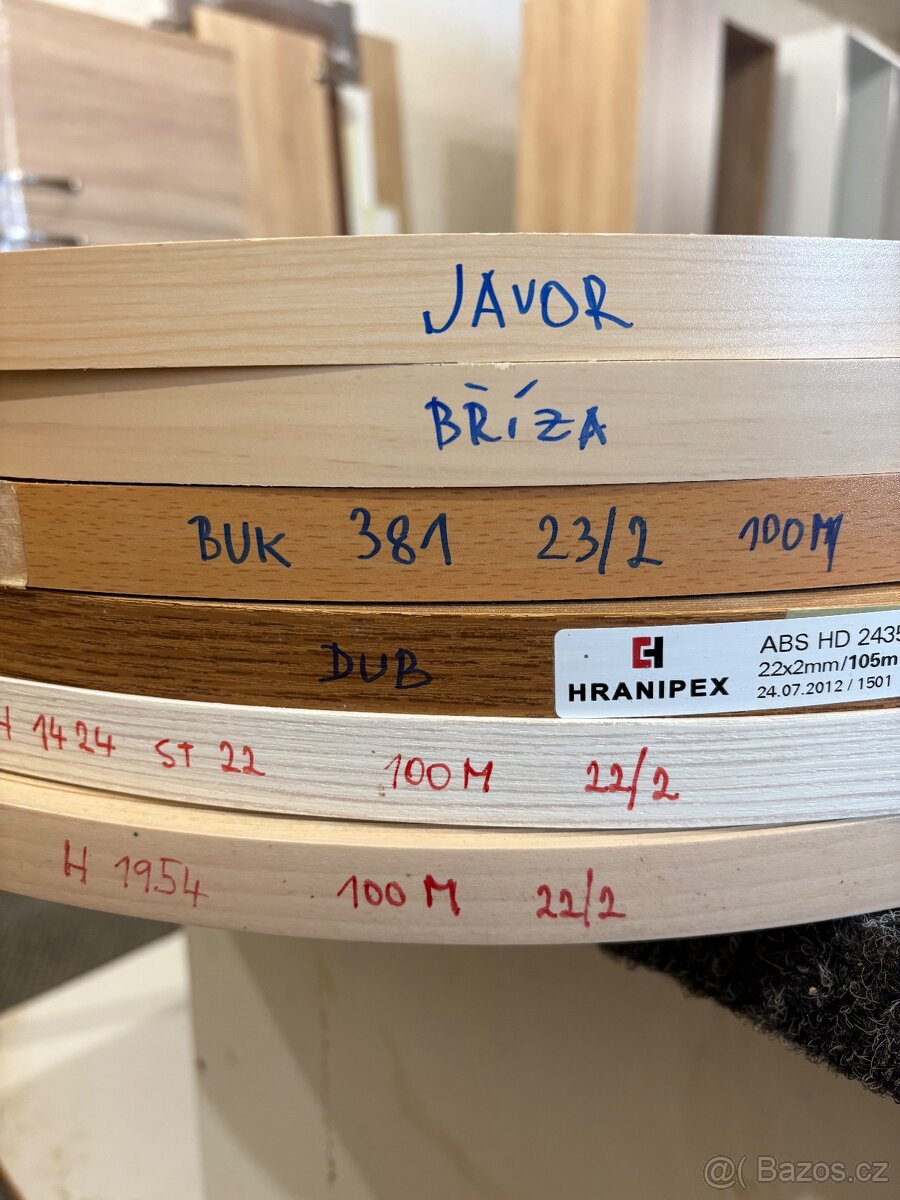 JAVOR
BŘÍZA
BUK 381 23/2 100M
DUB
HRANIPEX
ABS HD 2435
22x2mm/105m
24.07.2012 / 1501
H 1424 ST 22 100M 22/2
H 1954 100M 22/2
@( Bazos.cz